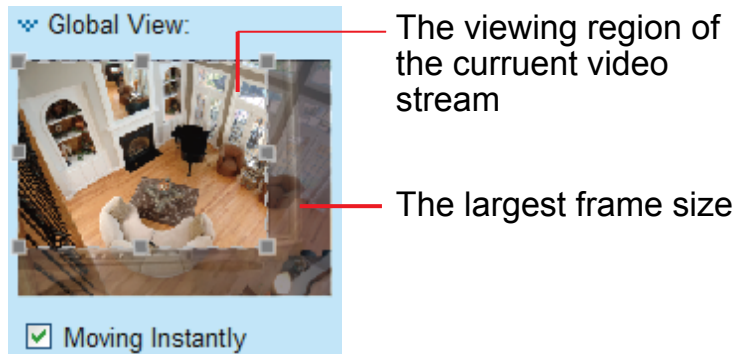 Global View:
The viewing region of
the curruent video
stream
The largest frame size
Moving Instantly